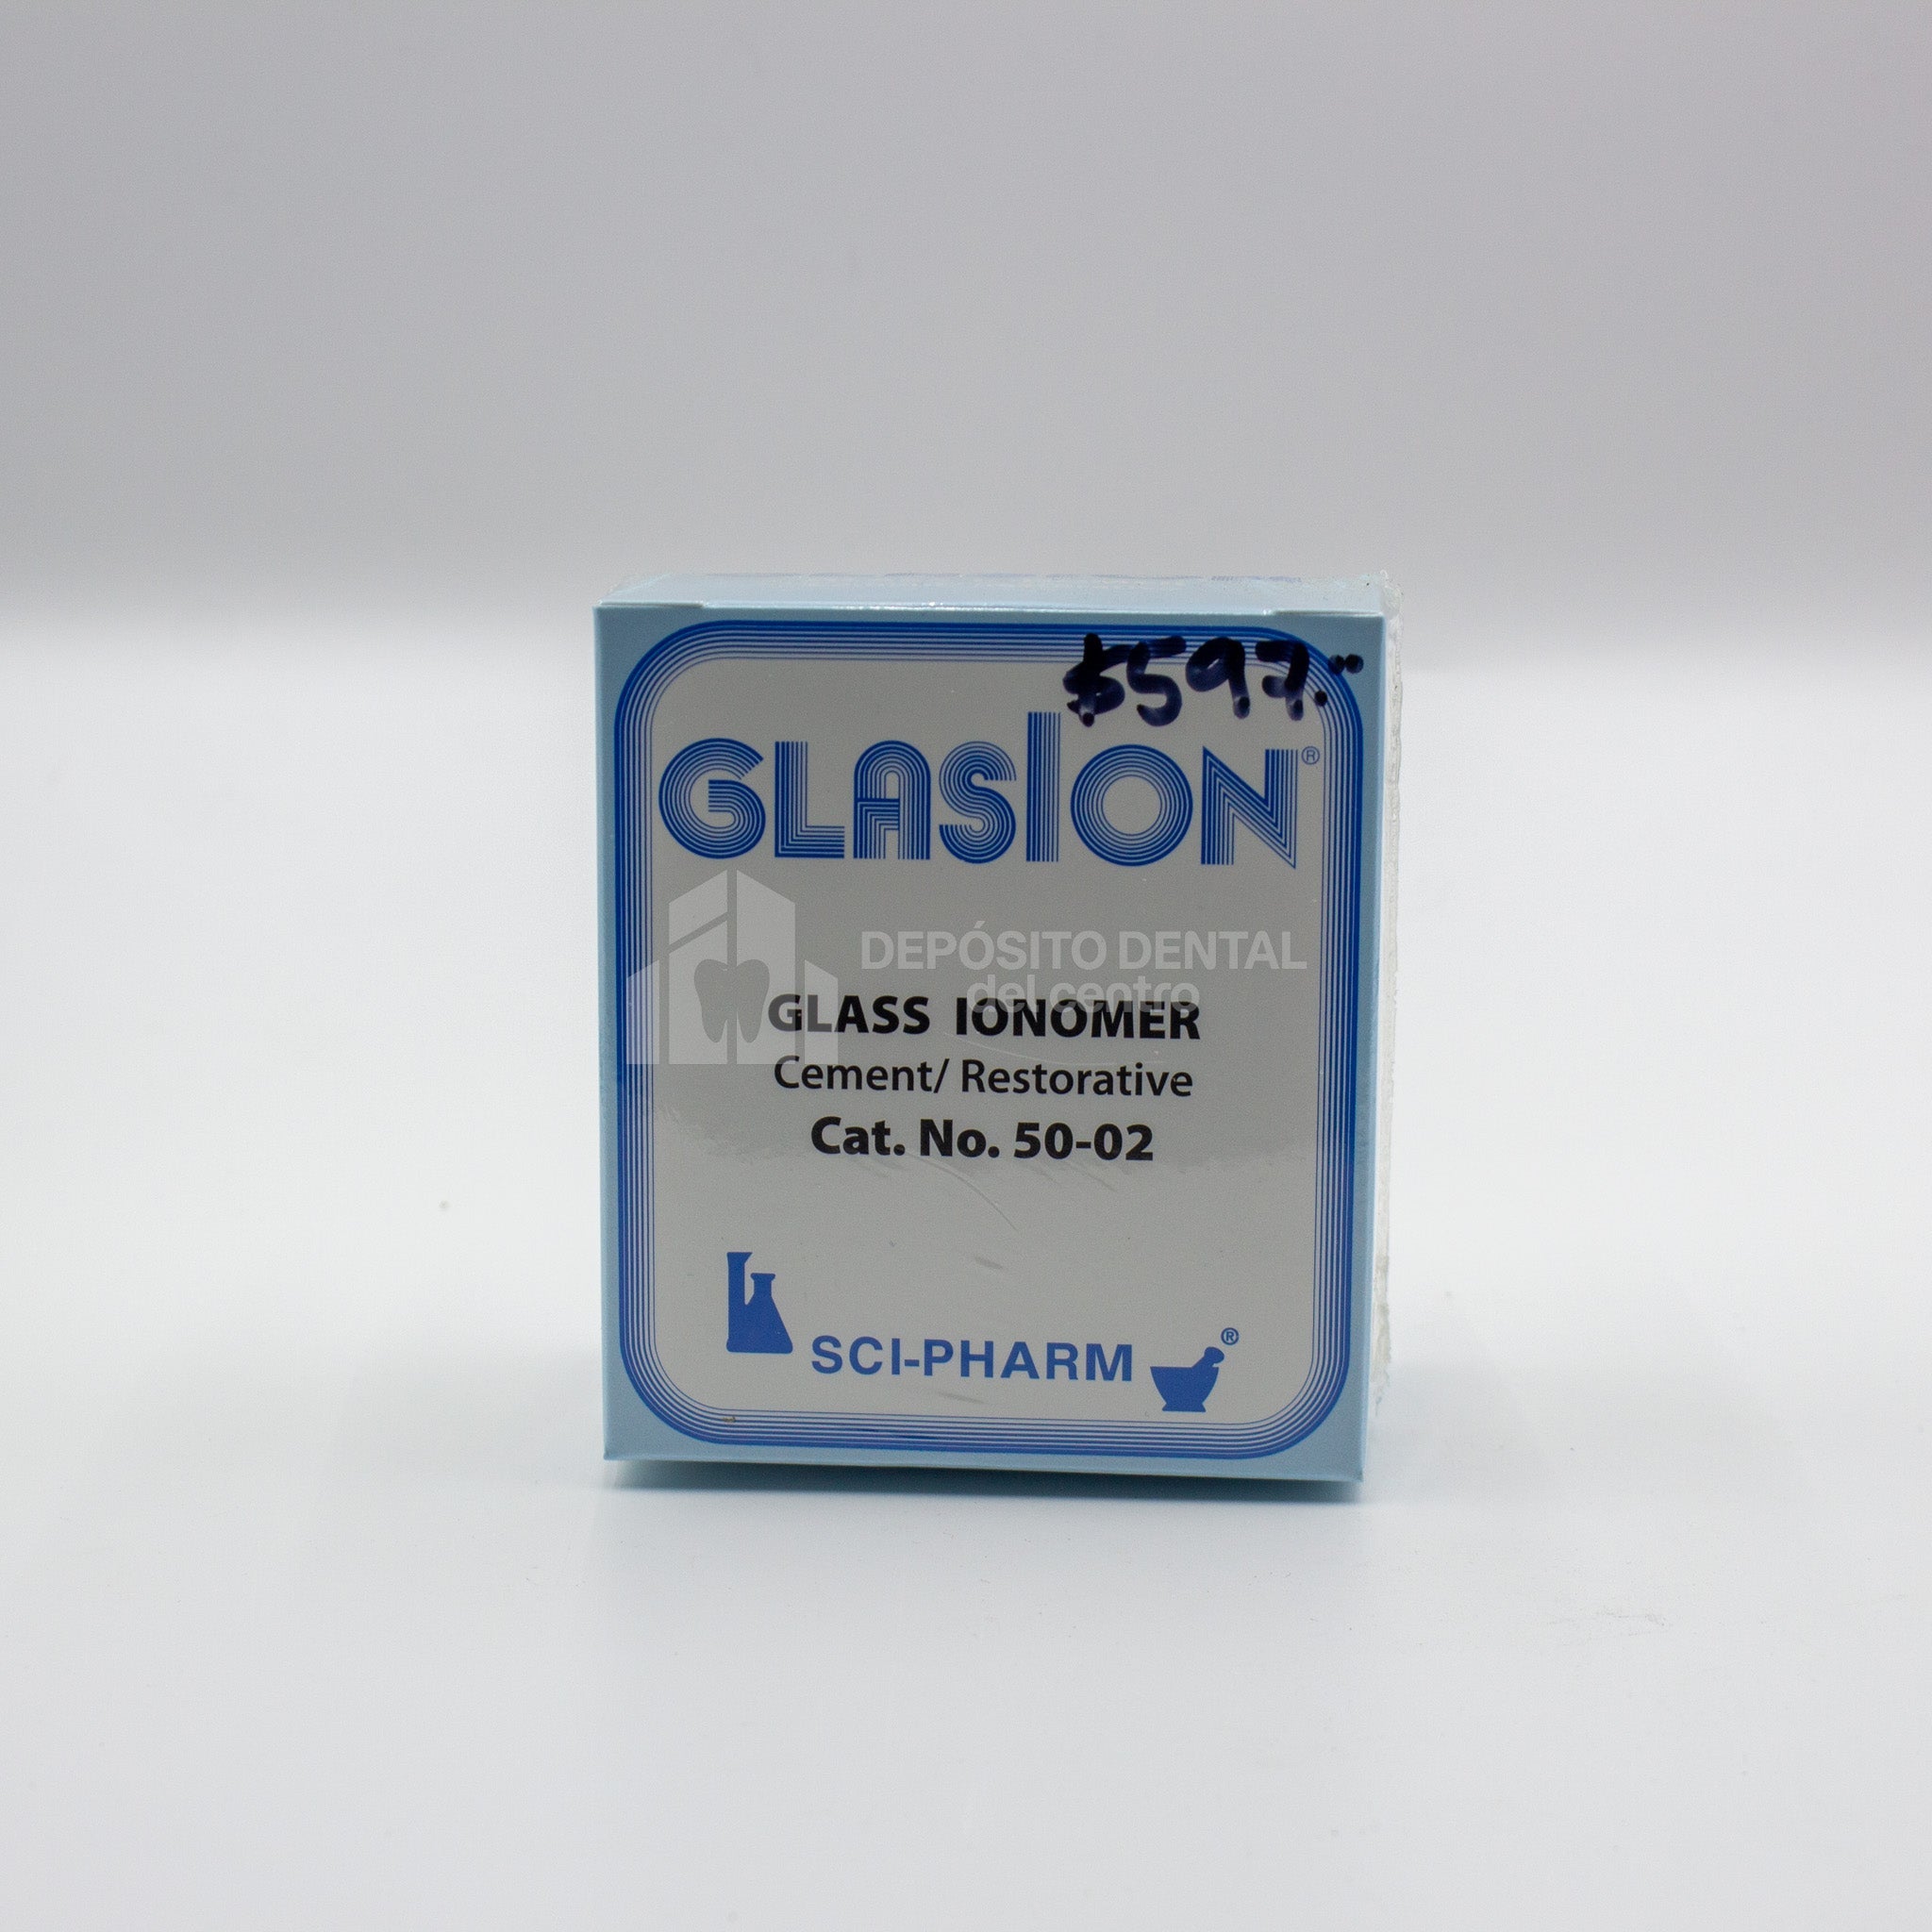 $597.00
GLASION®
DEPÓSITO DENTAL
del centro
GLASS IONOMER
Cement/ Restorative
Cat. No. 50-02
SCI-PHARM ®